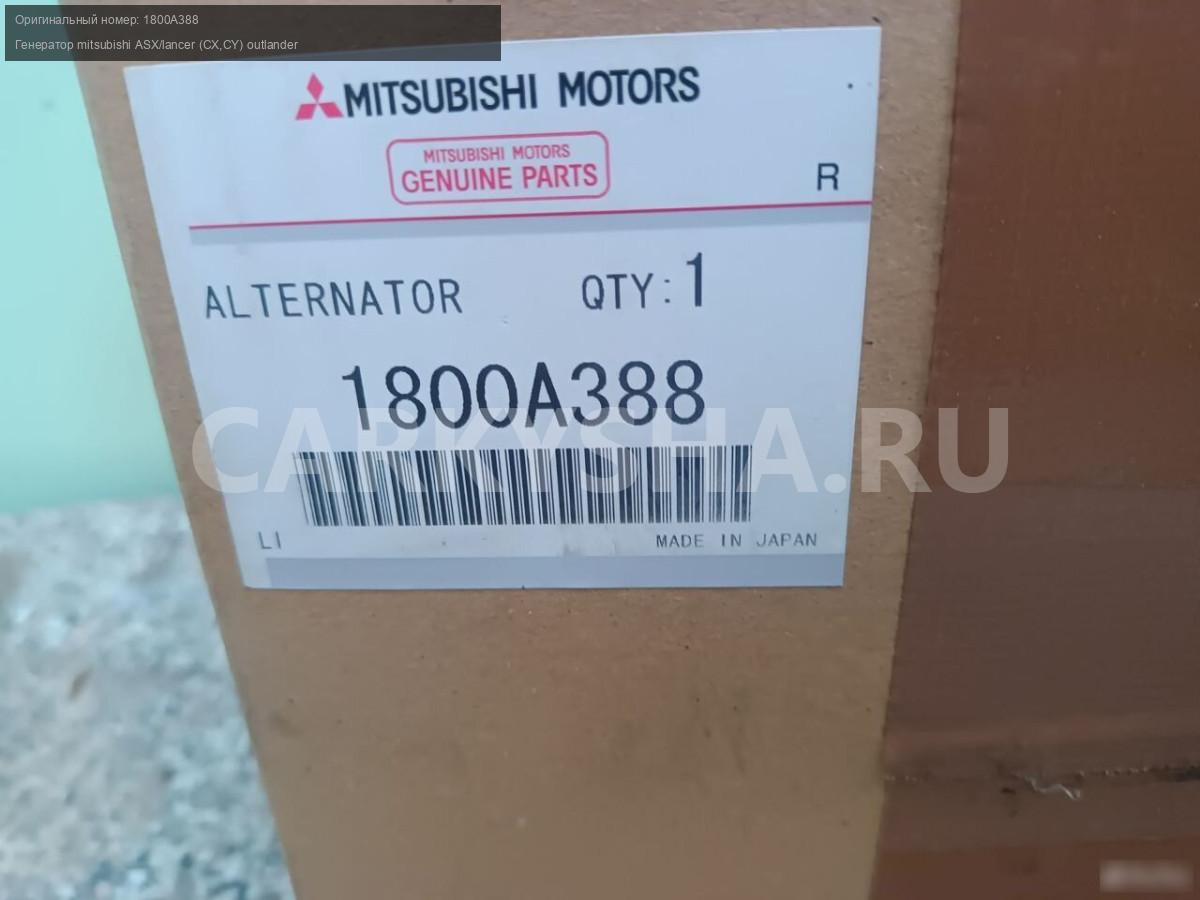 Оригинальный номер: 1800A388
Генератор mitsubishi ASX/lancer (CX,CY) outlander
MITSUBISHI MOTORS
MITSUBISHI MOTORS
GENUINE PARTS
R
ALTERNATOR QTY: 1
1800A388
CARKYSHA.RU
LI MADE IN JAPAN